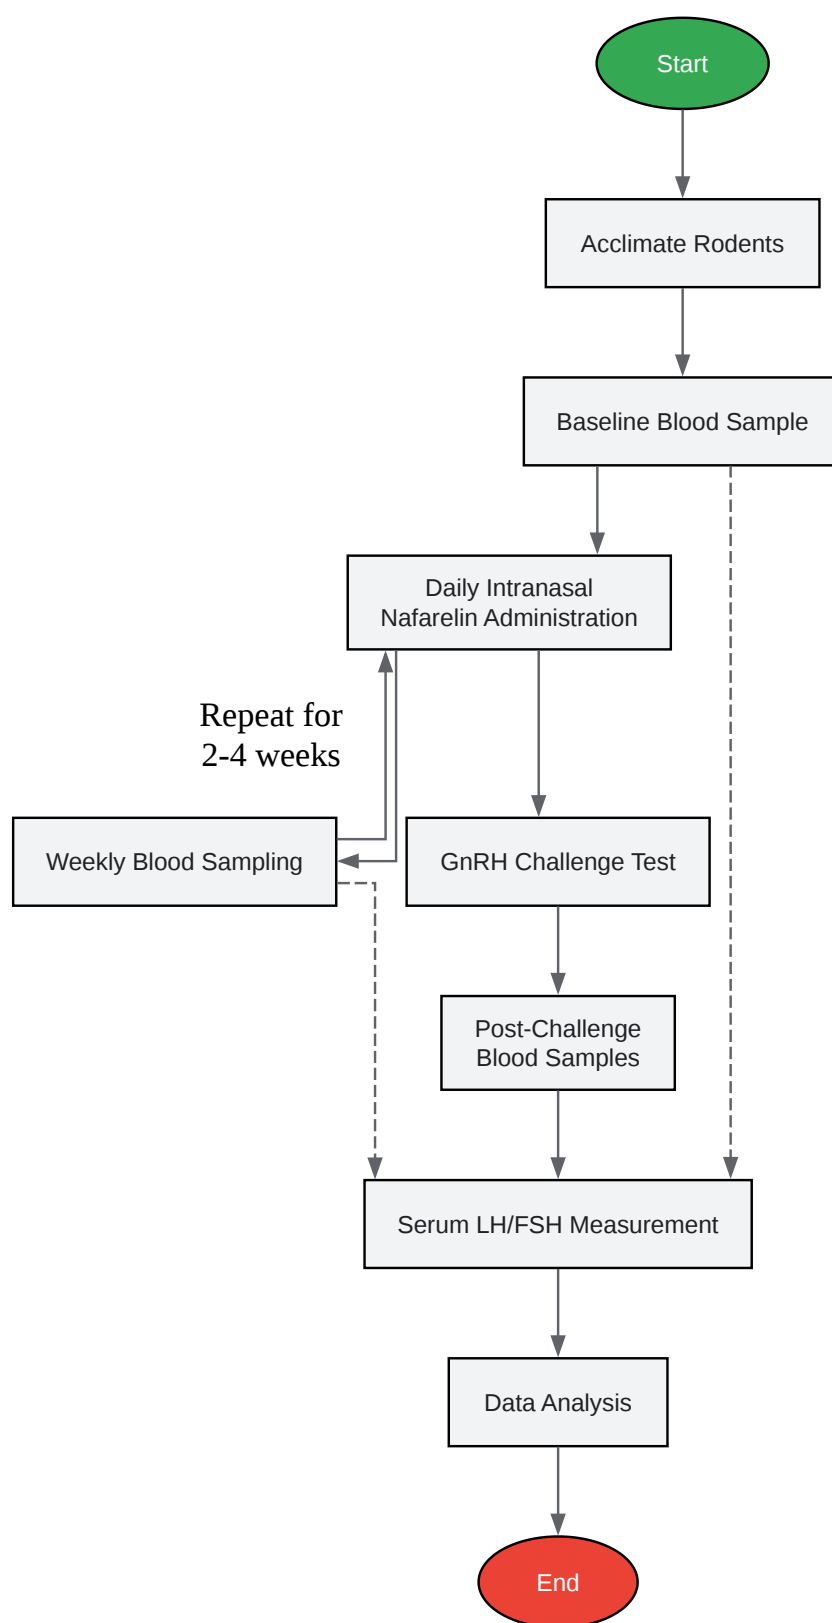 Start
Acclimate Rodents
Baseline Blood Sample
Daily Intranasal
Nafarelin Administration
Repeat for
2-4 weeks
Weekly Blood Sampling
GnRH Challenge Test
Post-Challenge
Blood Samples
Serum LH/FSH Measurement
Data Analysis
End